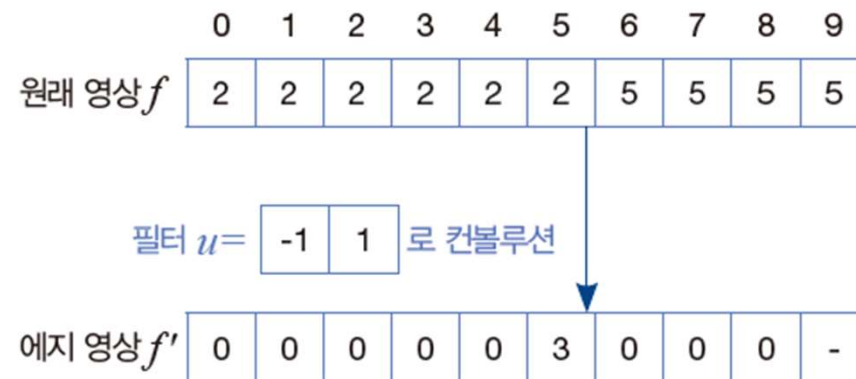 0 1 2 3 4 5 6 7 8 9
원래 영상 f 2 2 2 2 2 2 5 5 5 5
필터 u= -1 1 로 컨볼루션
에지 영상 f′ 0 0 0 0 0 3 0 0 0 -